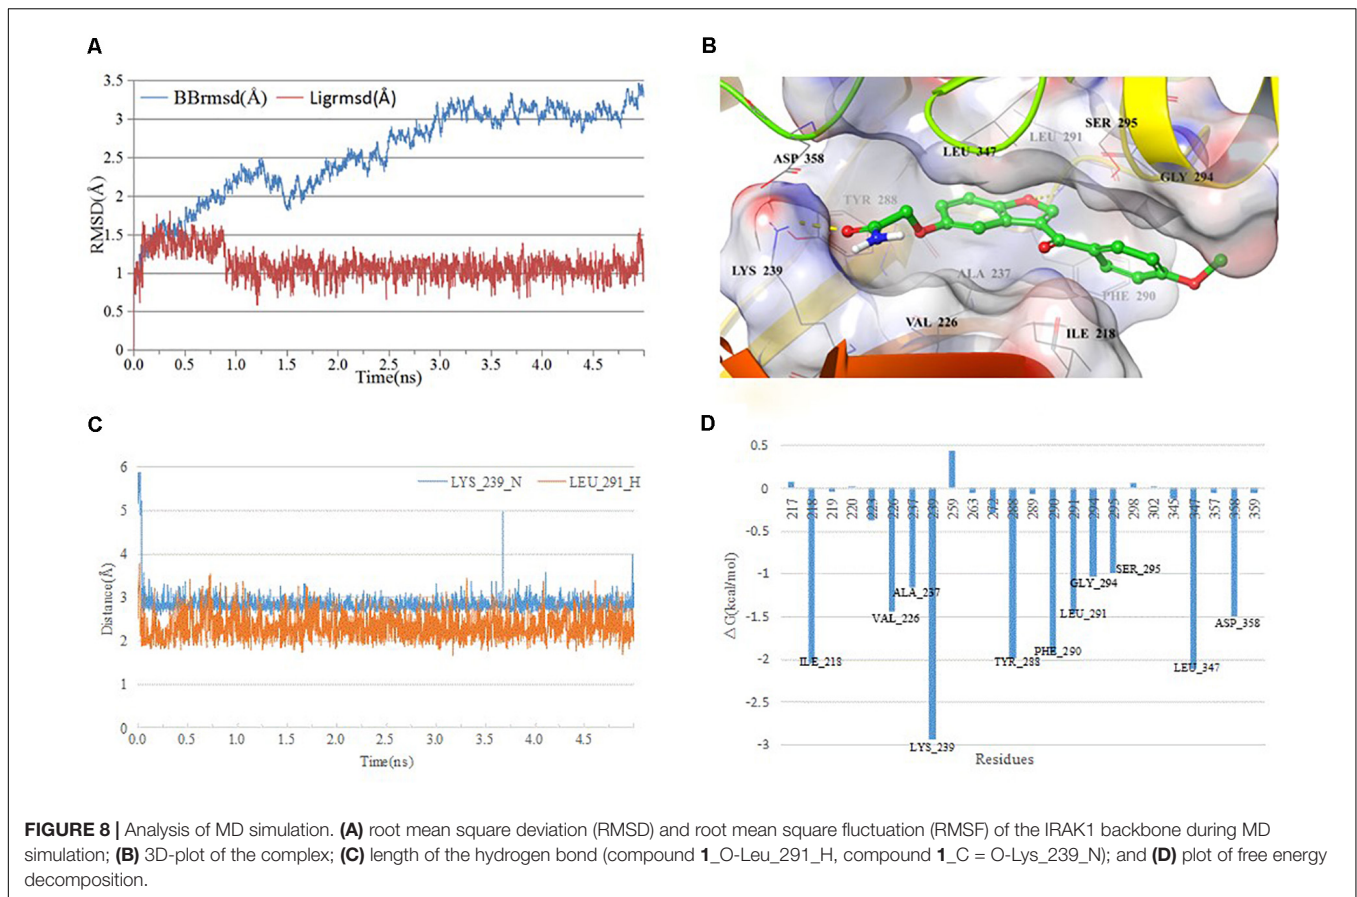 A
BBrmsd(Å) Ligrmsd(Å)
RMSD(Å)
3.5
3
2.5
2
1.5
1
0.5
0
0.0 0.5 1.0 1.5 2.0 2.5 3.0 3.5 4.0 4.5
Time(ns)
B
SER 295
LEU 291
LEU 347
ASP 358
GLY 294
TYR 288
LYS 239
ALA 237
PHE 290
VAL 226
ILE 218
C
LYS_239_N LEU_291_H
Distance(Å)
6
5
4
3
2
1
0
0.0 0.5 1.0 1.5 2.0 2.5 3.0 3.5 4.0 4.5
Time(ns)
D
△G(kcal/mol)
0.5
0
-0.5
-1
-1.5
-2
-2.5
-3
217 218 219 220 223 226 237 239 259 263 272 288 289 290 291 294 295 298 302 345 347 357 358 359
SER_295
GLY_294
ALA_237
LEU_291
VAL_226
ASP_358
PHE_290
ILE_218 TYR_288 LEU_347
LYS_239
Residues
FIGURE 8 | Analysis of MD simulation. (A) root mean square deviation (RMSD) and root mean square fluctuation (RMSF) of the IRAK1 backbone during MD
simulation; (B) 3D-plot of the complex; (C) length of the hydrogen bond (compound 1_O-Leu_291_H, compound 1_C = O-Lys_239_N); and (D) plot of free energy
decomposition.